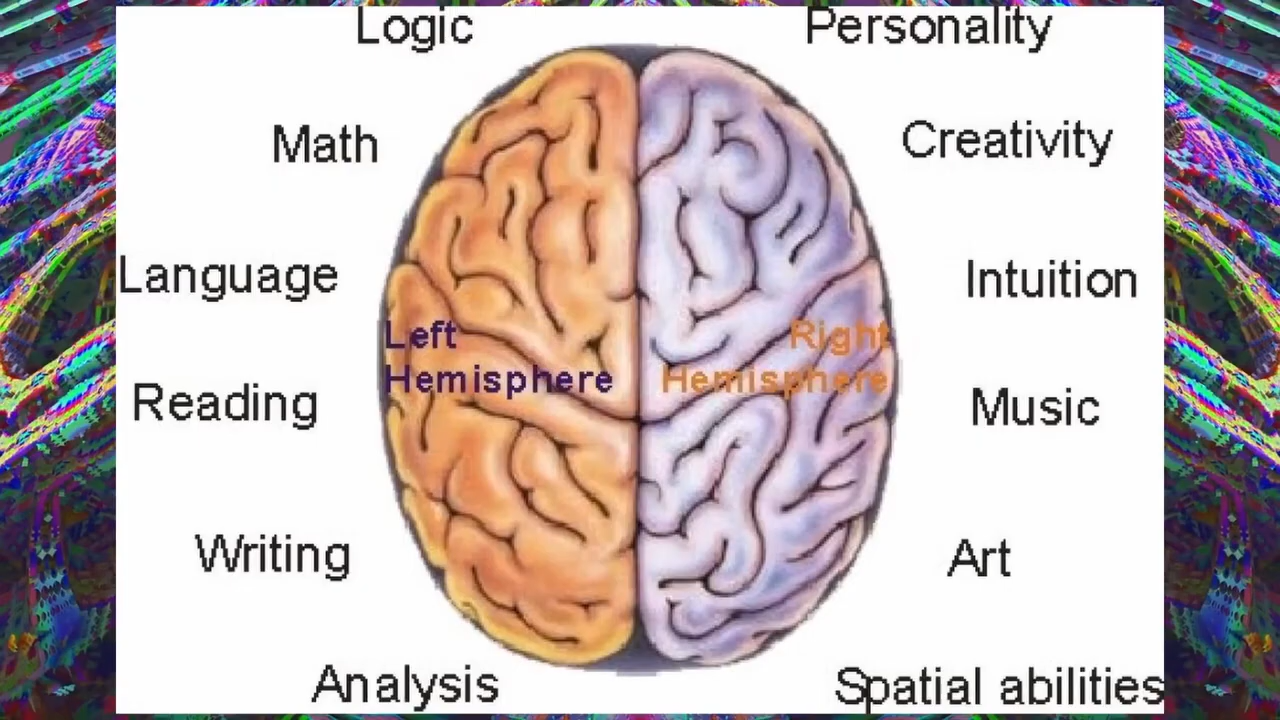 Logic
Personality
Math
Creativity
Language
Intuition
Left
Hemisphere
Right
Hemisphere
Reading
Music
Writing
Art
Analysis
Spatial abilities